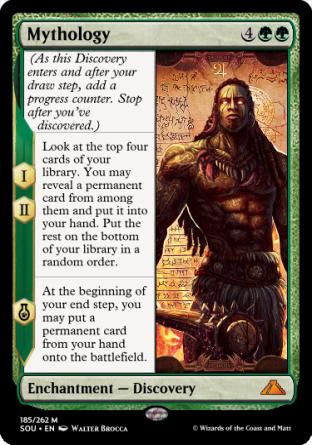 Mythology 4
(As this Discovery
enters and after your
draw step, add a
progress counter. Stop
after you've
discovered.)
I
II
Look at the top four
cards of your
library. You may
reveal a permanent
card from among
them and put it into
your hand. Put the
rest on the bottom
of your library in a
random order.
At the beginning of
your end step, you
may put a
permanent card
from your hand
onto the battlefield.
Enchantment — Discovery
185/262 M
SOU • EN WALTER BROCCA
™ & © Wizards of the Coast and Matt